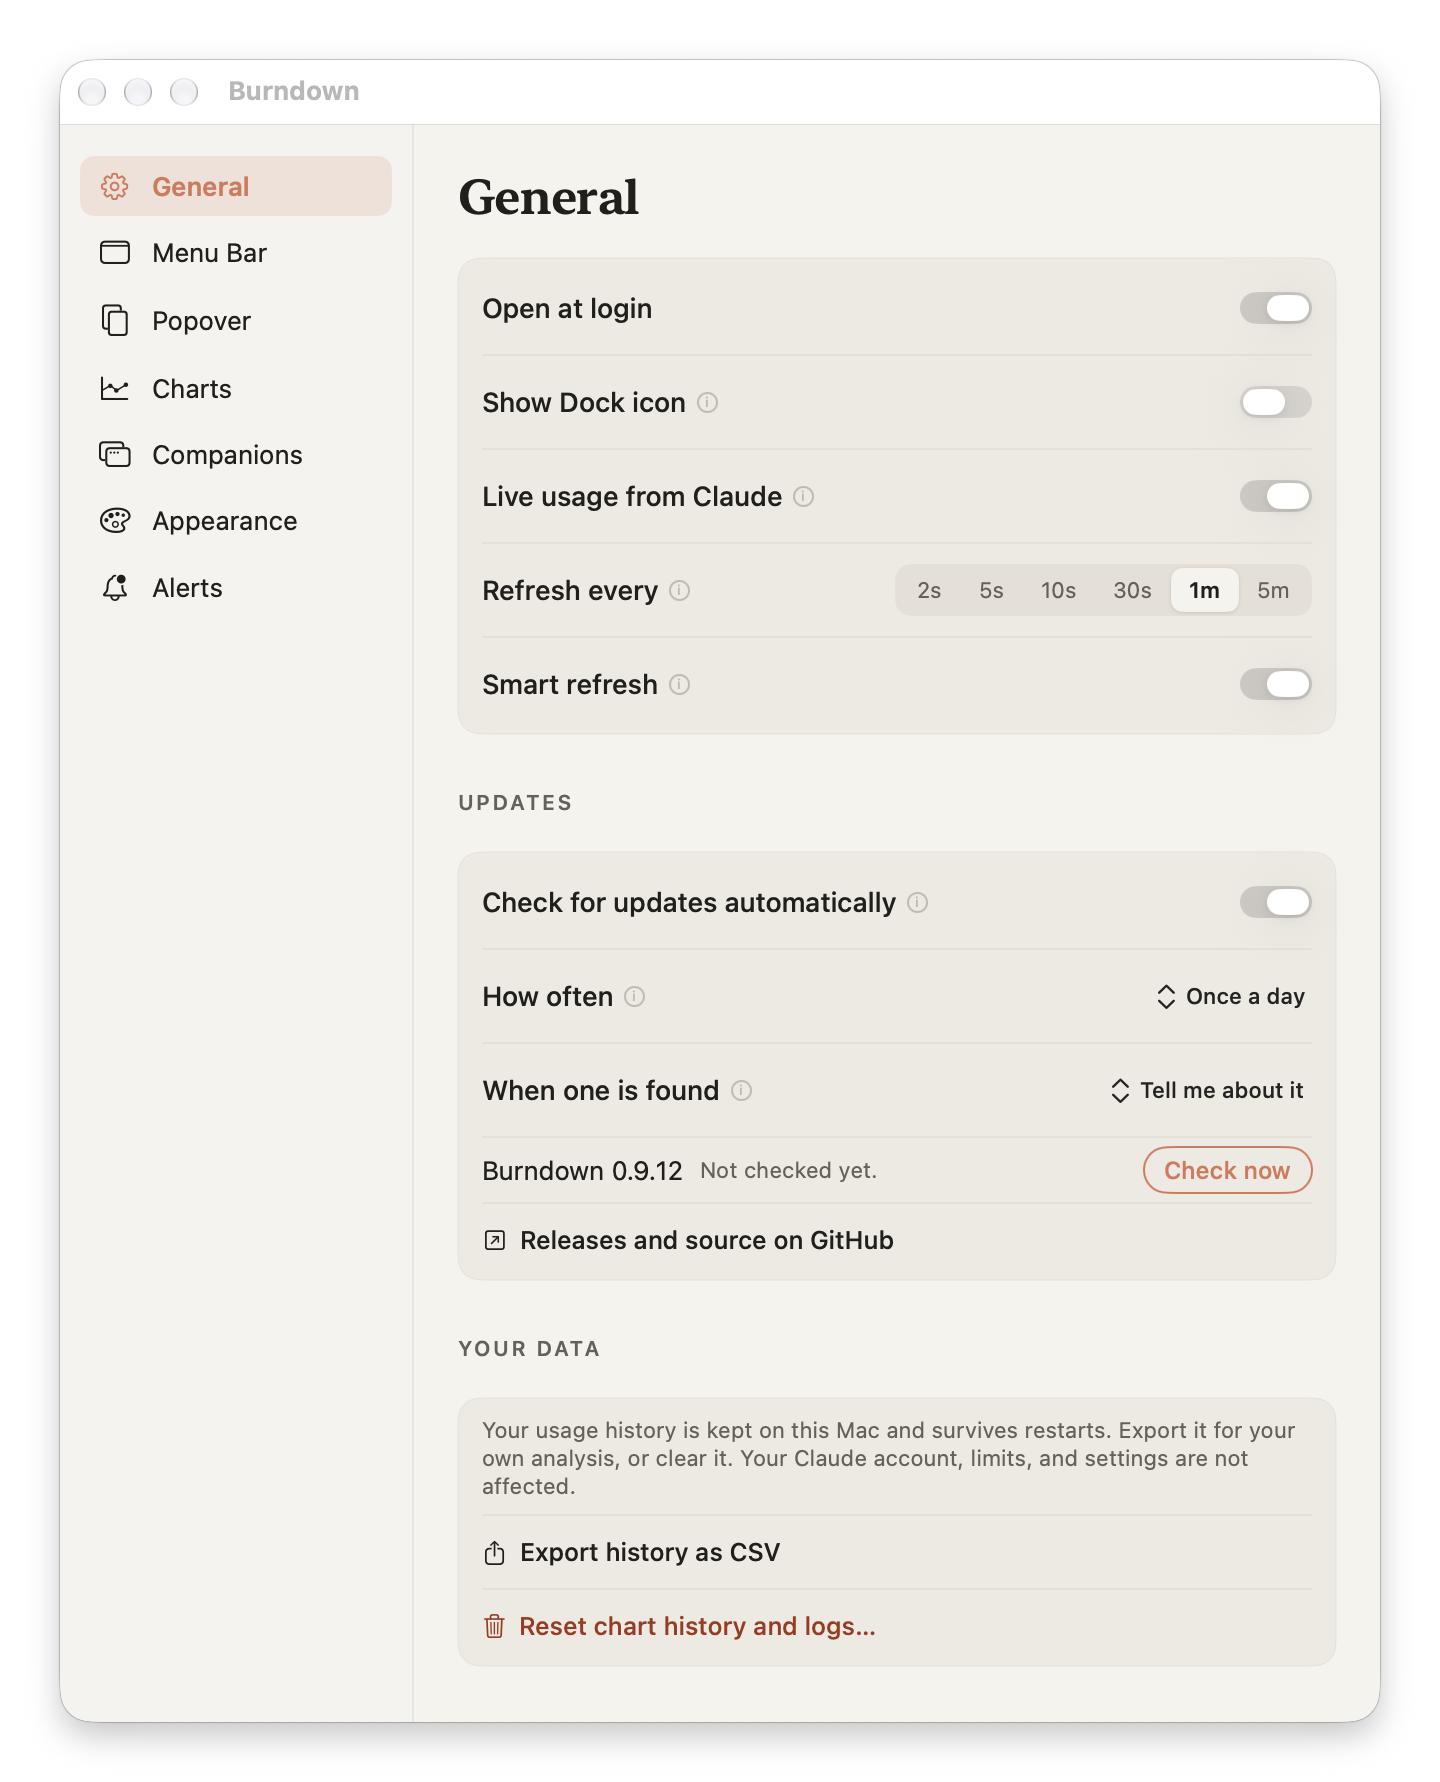 Burndown
General
Menu Bar
Popover
Charts
Companions
Appearance
Alerts
General
Open at login
Show Dock icon
Live usage from Claude
Refresh every 2s 5s 10s 30s 1m 5m
Smart refresh
UPDATES
Check for updates automatically
How often Once a day
When one is found Tell me about it
Burndown 0.9.12 Not checked yet. Check now
Releases and source on GitHub
YOUR DATA
Your usage history is kept on this Mac and survives restarts. Export it for your
own analysis, or clear it. Your Claude account, limits, and settings are not
affected.
Export history as CSV
Reset chart history and logs...